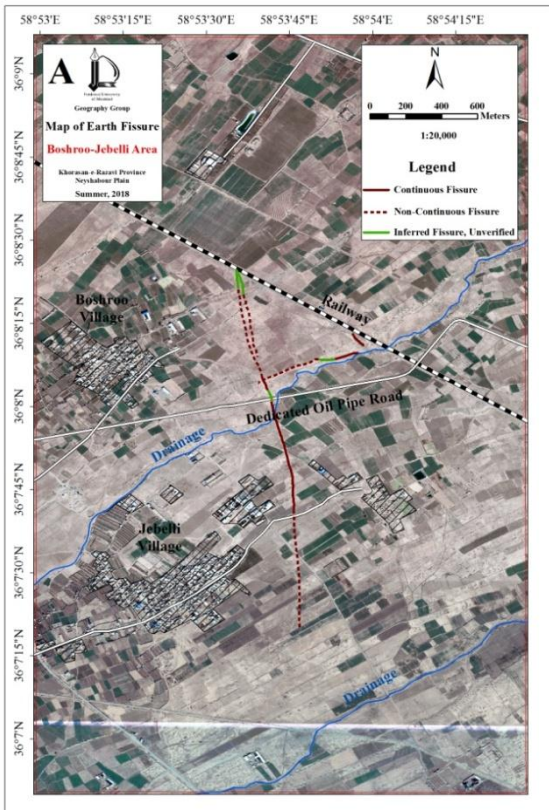 58°53'E 58°53'15"E 58°53'30"E 58°53'45"E 58°54'E 58°54'15"E
A
Ferdowsi University
of Mashhad
Geography Group
Map of Earth Fissure
Boshroo-Jebelli Area
Khorasan-e-Razavi Province
Neyshabour Plain
Summer, 2018
N
0 200 400 600 Meters
1:20,000
Legend
Continuous Fissure
Non-Continuous Fissure
Inferred Fissure, Unverified
36°9'N
36°8'45"N
36°8'30"N
36°8'15"N
36°8'N
36°7'45"N
36°7'30"N
36°7'15"N
36°7'N
Railway
Boshroo
Village
Dedicated Oil Pipe Road
Drainage
Jebelli
Village
Drainage